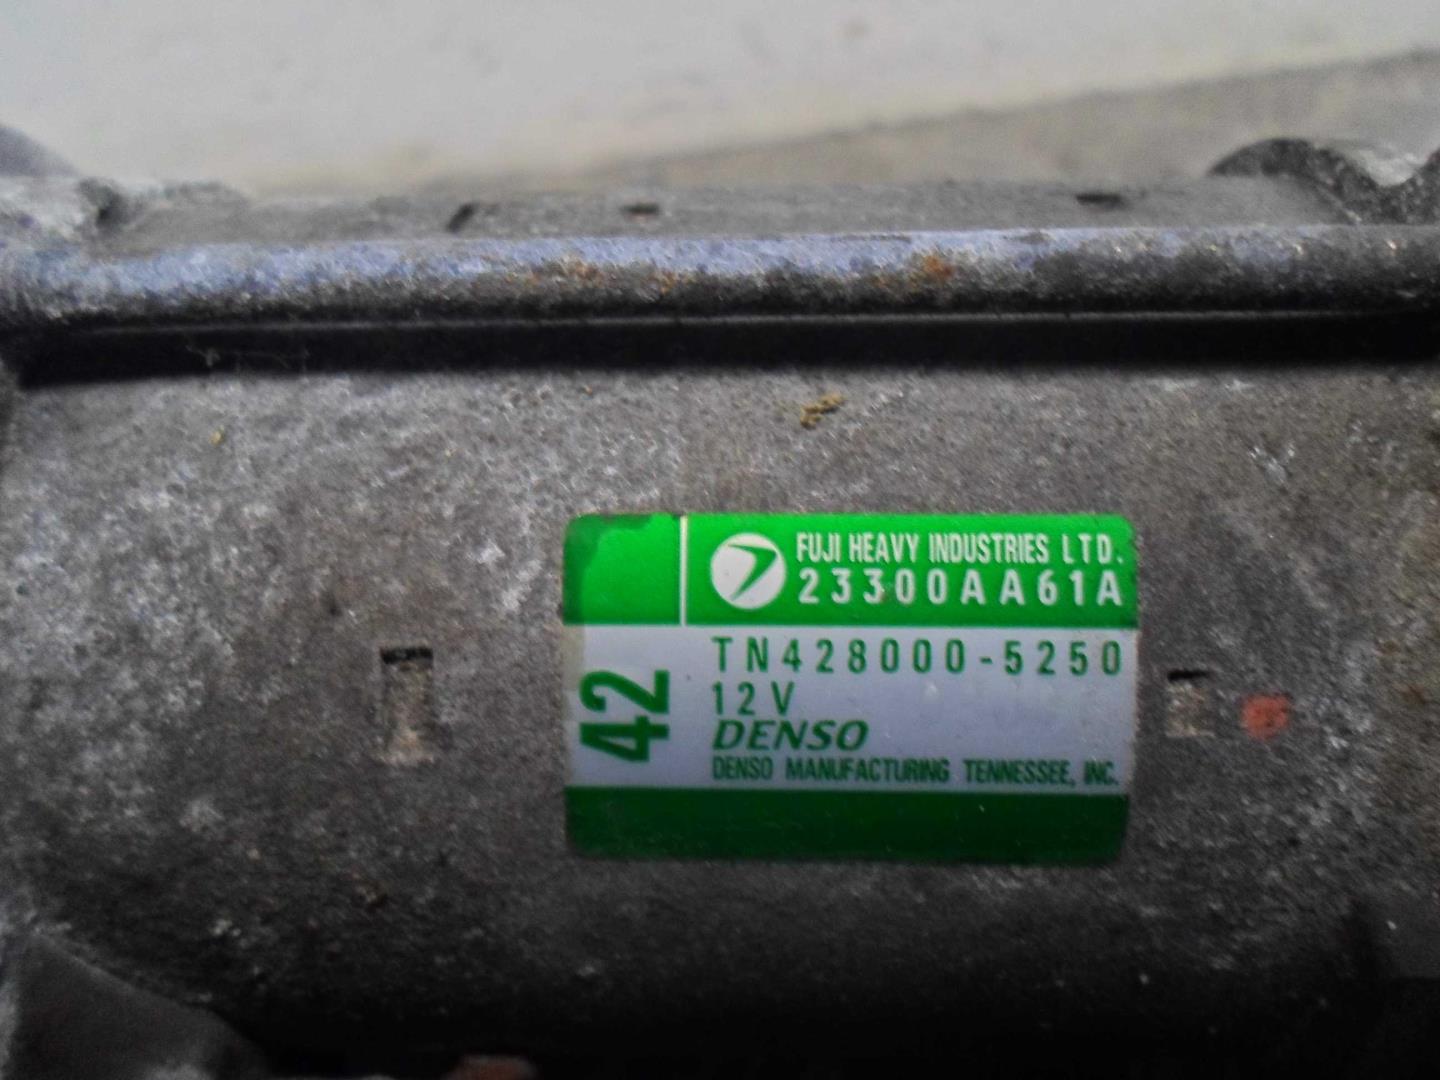 FUJI HEAVY INDUSTRIES LTD.
23300AA61A
42
TN428000-5250
12V
DENSO
DENSO MANUFACTURING TENNESSEE, INC.